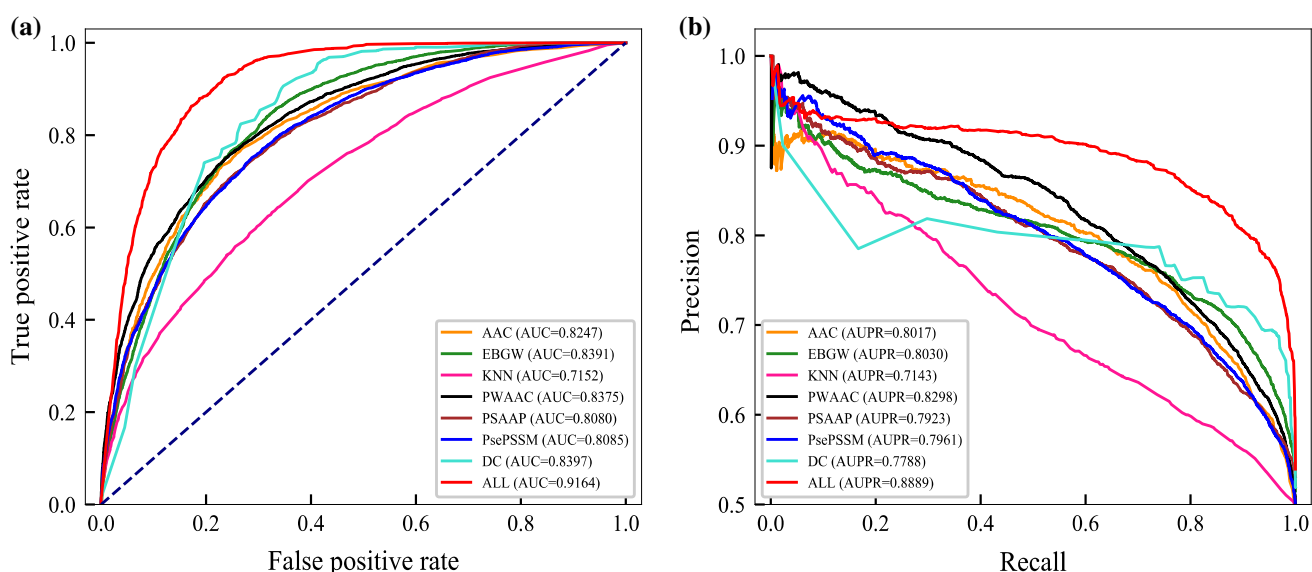 (a)
True positive rate
1.0
0.8
0.6
0.4
0.2
0.0
AAC (AUC=0.8247)
EBGW (AUC=0.8391)
KNN (AUC=0.7152)
PWAAC (AUC=0.8375)
PSAAP (AUC=0.8080)
PsePSSM (AUC=0.8085)
DC (AUC=0.8397)
ALL (AUC=0.9164)
0.0 0.2 0.4 0.6 0.8 1.0
False positive rate
(b)
Precision
1.0
0.9
0.8
0.7
0.6
0.5
AAC (AUPR=0.8017)
EBGW (AUPR=0.8030)
KNN (AUPR=0.7143)
PWAAC (AUPR=0.8298)
PSAAP (AUPR=0.7923)
PsePSSM (AUPR=0.7961)
DC (AUPR=0.7788)
ALL (AUPR=0.8889)
0.0 0.2 0.4 0.6 0.8 1.0
Recall